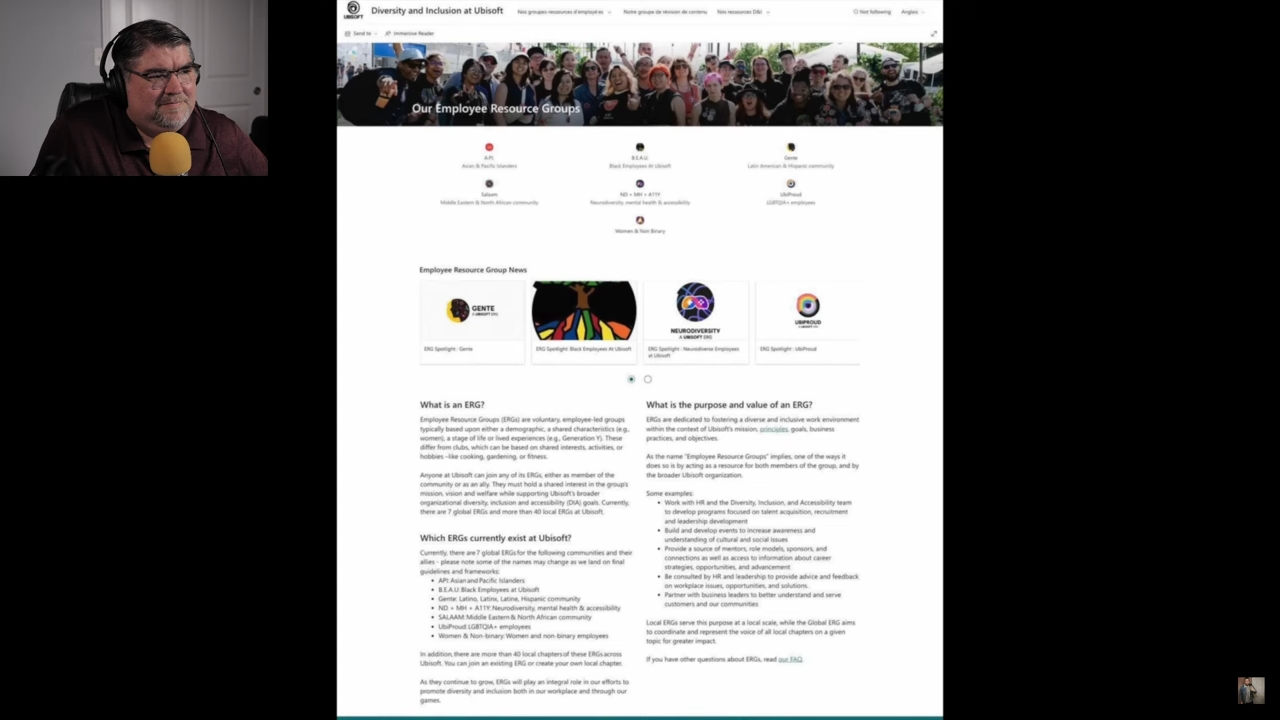 UBISOFT
Diversity and Inclusion at Ubisoft
Nos groupes ressources d'employé·es
Notre groupe de révision de contenu
Nos ressources D&I
Not following
Anglais
Send to
Immersive Reader
Our Employee Resource Groups
API
Asian & Pacific Islanders
B.E.A.U.
Black Employees At Ubisoft
Gente
Latin American & Hispanic community
Salaam
Middle Eastern & North African community
ND + MH + A11Y
Neurodiversity, mental health & accessibility
UbiProud
LGBTQIA+ employees
Women & Non Binary
Employee Resource Group News
GENTE
A UBISOFT ERG
NEURODIVERSITY
A UBISOFT ERG
UBIPROUD
A UBISOFT ERG
ERG Spotlight : Gente
ERG Spotlight: Black Employees At Ubisoft
ERG Spotlight : Neurodiverse Employees
at Ubisoft
ERG Spotlight : UbiProud
What is an ERG?
Employee Resource Groups (ERGs) are voluntary, employee-led groups
typically based upon either a demographic, a shared characteristics (e.g.,
women), a stage of life or lived experiences (e.g., Generation Y). These
differ from clubs, which can be based on shared interests, activities, or
hobbies –like cooking, gardening, or fitness.
Anyone at Ubisoft can join any of its ERGs, either as member of the
community or as an ally. They must hold a shared interest in the group's
mission, vision and welfare while supporting Ubisoft's broader
organizational diversity, inclusion and accessibility (DIA) goals. Currently,
there are 7 global ERGs and more than 40 local ERGs at Ubisoft.
Which ERGs currently exist at Ubisoft?
Currently, there are 7 global ERGs for the following communities and their
allies - please note some of the names may change as we land on final
guidelines and frameworks:
• API: Asian and Pacific Islanders
• B.E.A.U: Black Employees at Ubisoft
• Gente: Latino, Latinx, Latine, Hispanic community
• ND + MH + A11Y: Neurodiversity, mental health & accessibility
• SALAAM: Middle Eastern & North African community
• UbiProud: LGBTQIA+ employees
• Women & Non-binary: Women and non-binary employees
In addition, there are more than 40 local chapters of these ERGs across
Ubisoft. You can join an existing ERG or create your own local chapter.
As they continue to grow, ERGs will play an integral role in our efforts to
promote diversity and inclusion both in our workplace and through our
games.
What is the purpose and value of an ERG?
ERGs are dedicated to fostering a diverse and inclusive work environment
within the context of Ubisoft's mission, principles, goals, business
practices, and objectives.
As the name "Employee Resource Groups" implies, one of the ways it
does so is by acting as a resource for both members of the group, and by
the broader Ubisoft organization.
Some examples:
• Work with HR and the Diversity, Inclusion, and Accessibility team
to develop programs focused on talent acquisition, recruitment
and leadership development
• Build and develop events to increase awareness and
understanding of cultural and social issues
• Provide a source of mentors, role models, sponsors, and
connections as well as access to information about career
strategies, opportunities, and advancement
• Be consulted by HR and leadership to provide advice and feedback
on workplace issues, opportunities, and solutions.
• Partner with business leaders to better understand and serve
customers and our communities
Local ERGs serve this purpose at a local scale, while the Global ERG aims
to coordinate and represent the voice of all local chapters on a given
topic for greater impact.
If you have other questions about ERGs, read our FAQ.